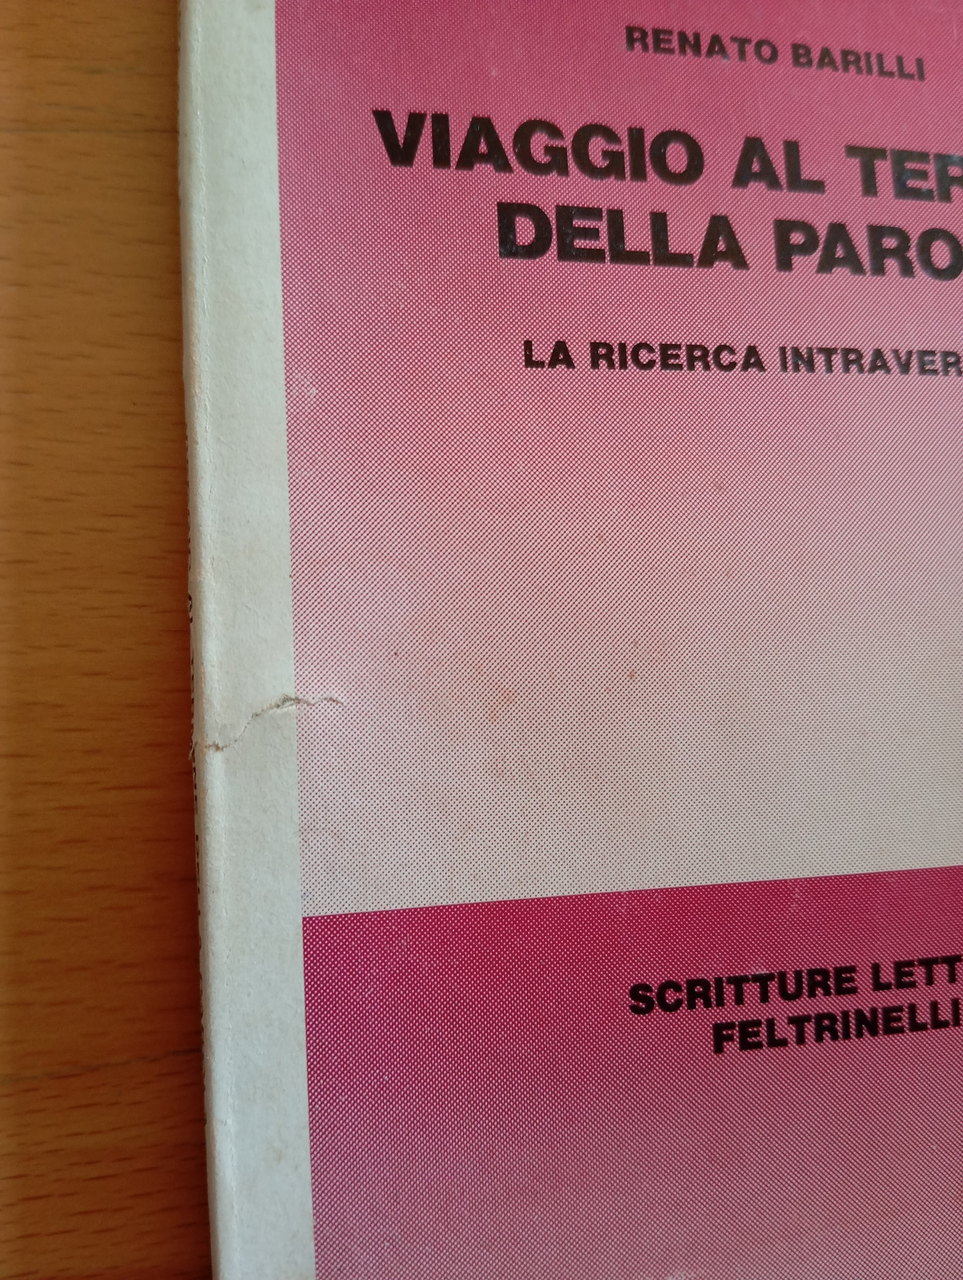 RENATO BARILLI
VIAGGIO AL TER
DELLA PARO
LA RICERCA INTRAVER
SCRITTURE LETT
FELTRINELLI